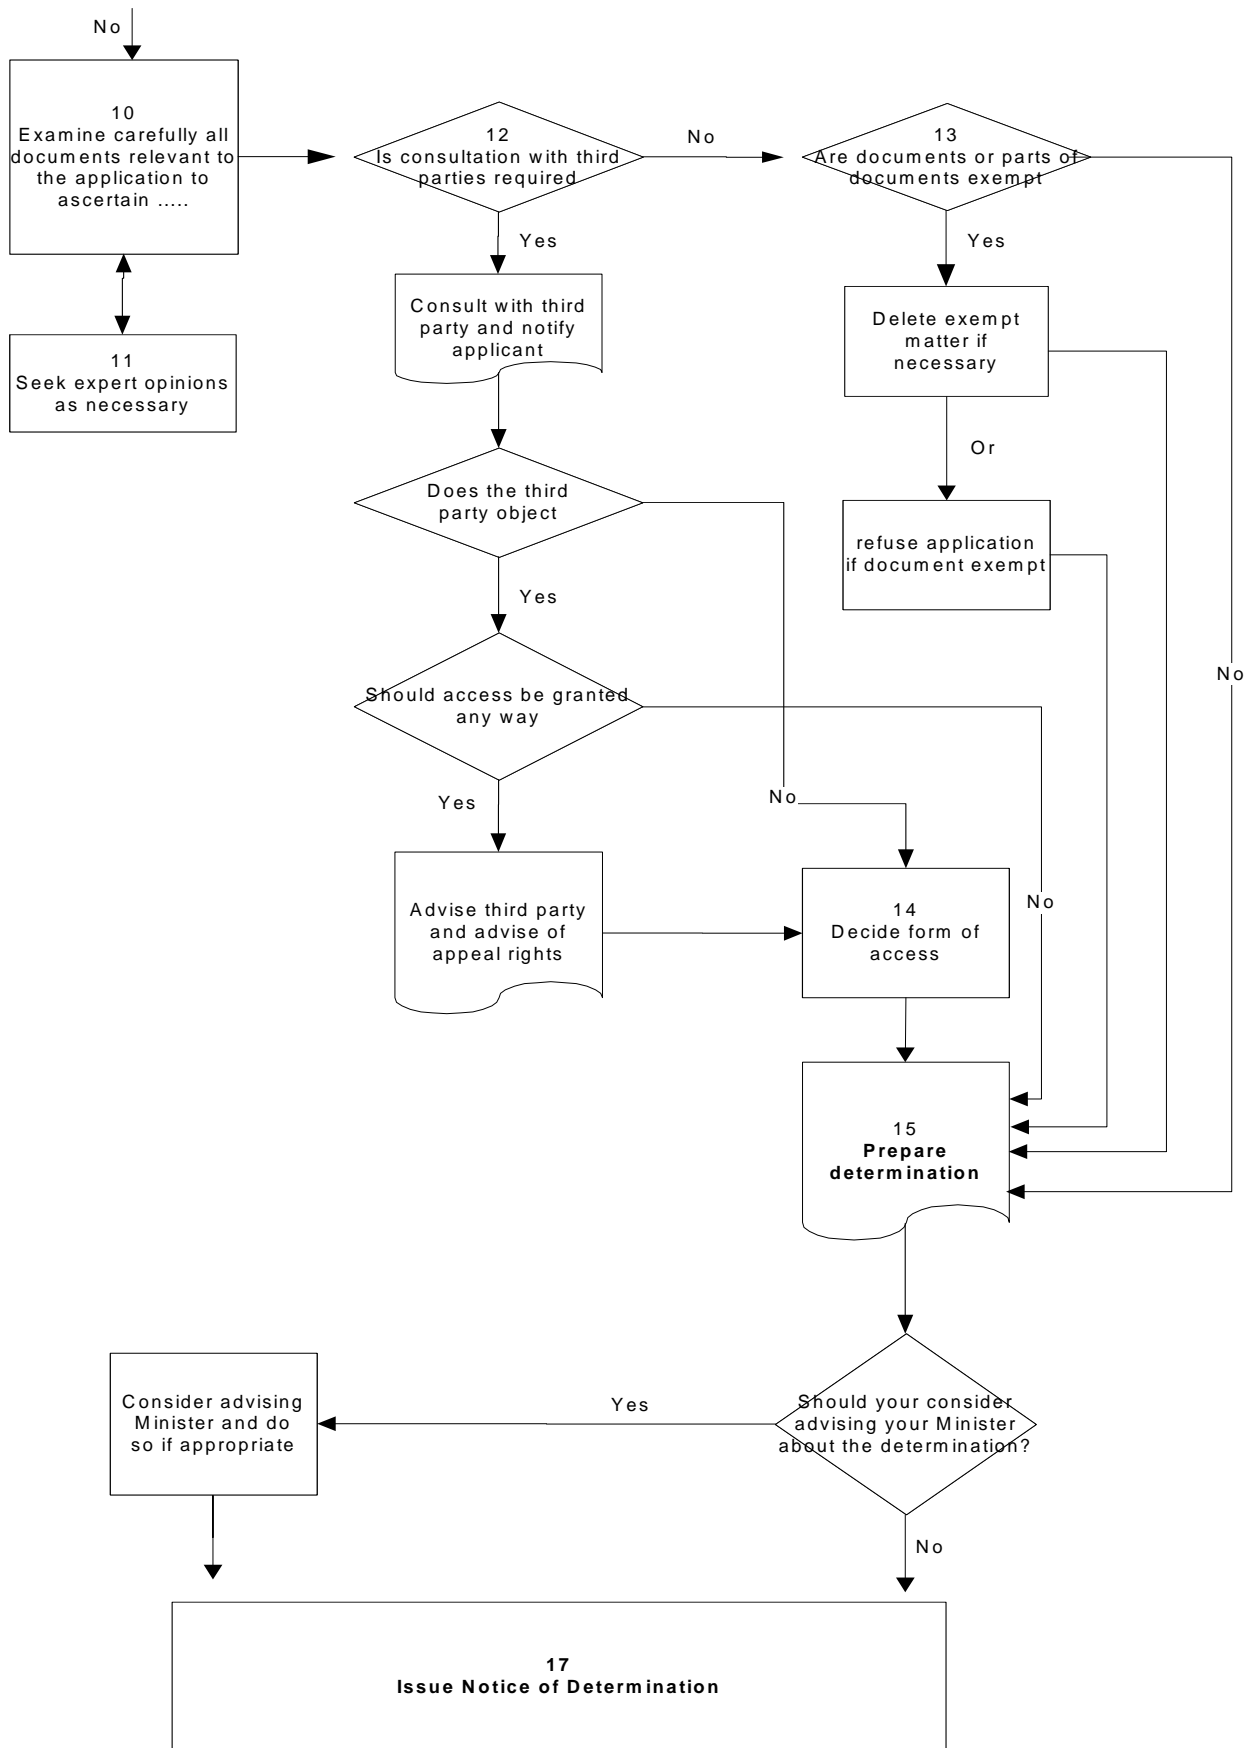 No
10
Examine carefully all
documents relevant to
the application to
ascertain .....
12
Is consultation with third
parties required
No
13
Are documents or parts of
documents exempt
Yes
Yes
Consult with third
party and notify
applicant
Delete exempt
matter if
necessary
11
Seek expert opinions
as necessary
Or
Does the third
party object
refuse application
if document exempt
Yes
No
Should access be granted
any way
Yes
No
Advise third party
and advise of
appeal rights
14
Decide form of
access
No
15
Prepare
determination
Consider advising
Minister and do
so if appropriate
Yes
Should your consider
advising your Minister
about the determination?
No
17
Issue Notice of Determination